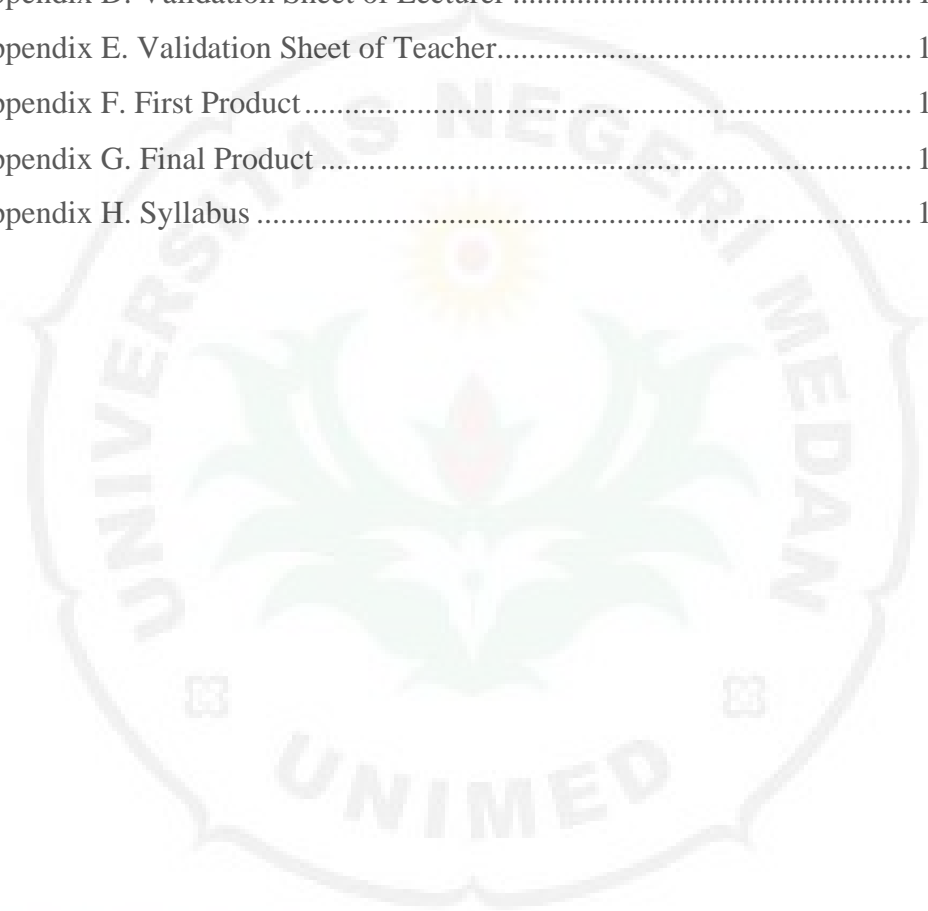 ppendix D. Validation Sheet of Lecturer .................................................. 1
ppendix E. Validation Sheet of Teacher.................................................... 1
ppendix F. First Product............................................................................ 1
ppendix G. Final Product .......................................................................... 1
ppendix H. Syllabus .................................................................................. 1
UNIVERSITAS NEGERI MEDAN
UNIMED